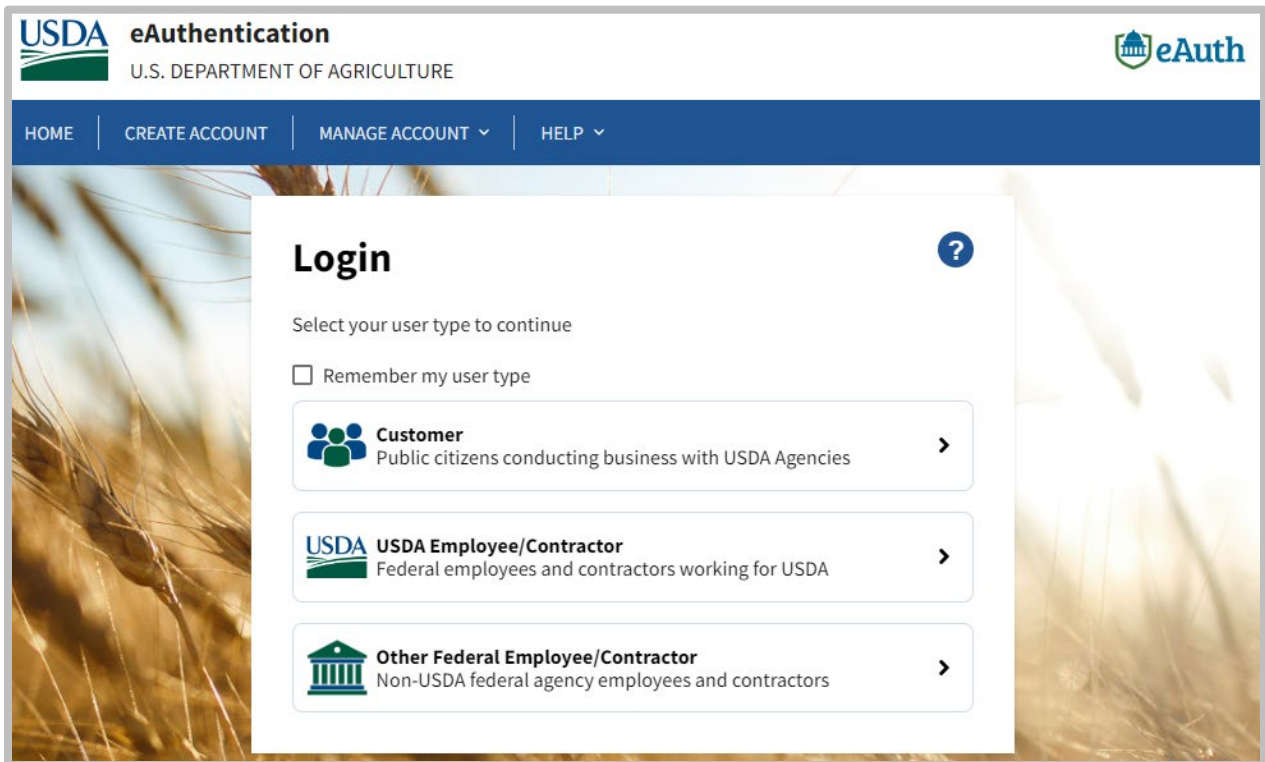 USDA
eAuthentication
U.S. DEPARTMENT OF AGRICULTURE
eAuth
HOME
CREATE ACCOUNT
MANAGE ACCOUNT
HELP
Login
?
Select your user type to continue
Remember my user type
Customer
Public citizens conducting business with USDA Agencies
USDA
USDA Employee/Contractor
Federal employees and contractors working for USDA
Other Federal Employee/Contractor
Non-USDA federal agency employees and contractors